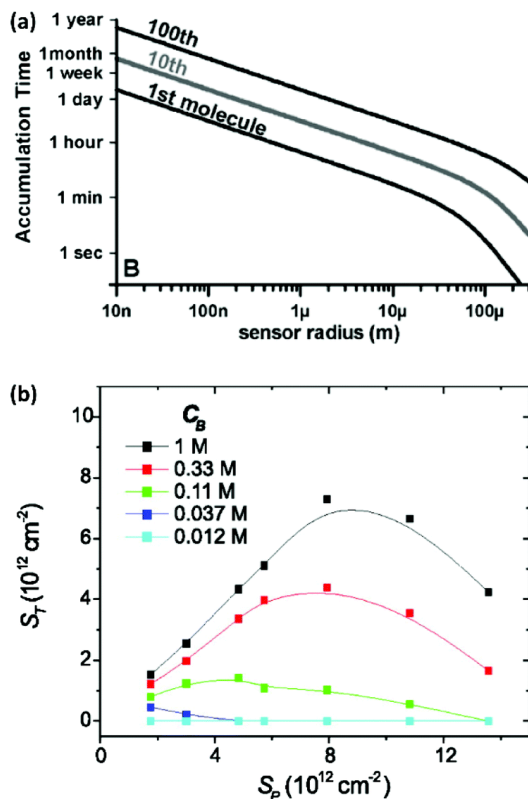 (a)
1 year
1month
1 week
1 day
1 hour
1 min
1 sec
Accumulation Time
100th
10th
1st molecule
B
10n 100n 1µ 10µ 100µ
sensor radius (m)
(b)
10
8
6
4
2
0
S_T (10^12 cm^-2)
C_B
1 M
0.33 M
0.11 M
0.037 M
0.012 M
0 4 8 12
S_P (10^12 cm^-2)